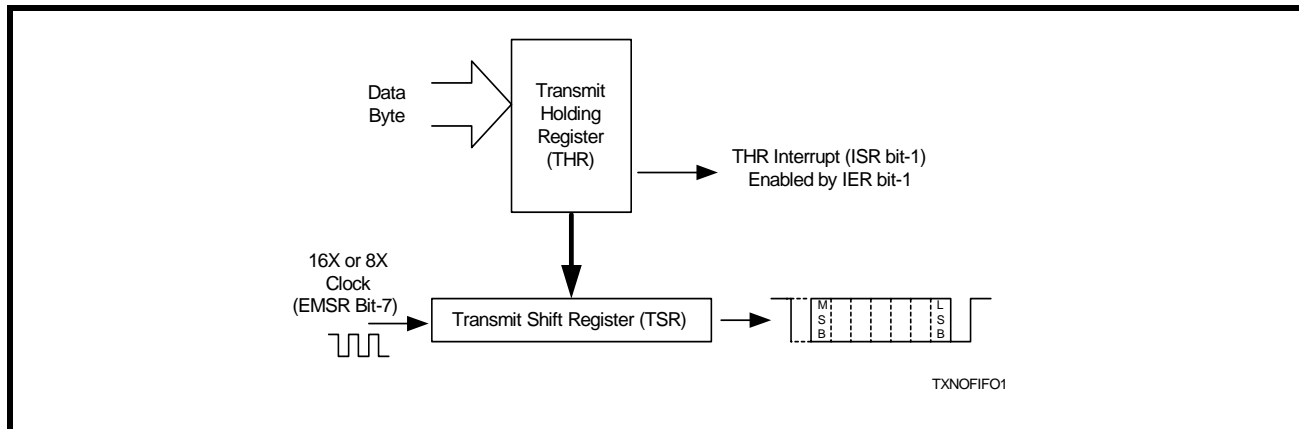 Data
Byte
Transmit
Holding
Register
(THR)
THR Interrupt (ISR bit-1)
Enabled by IER bit-1
16X or 8X
Clock
(EMSR Bit-7)
Transmit Shift Register (TSR)
M
S
B
L
S
B
TXNOFIFO1